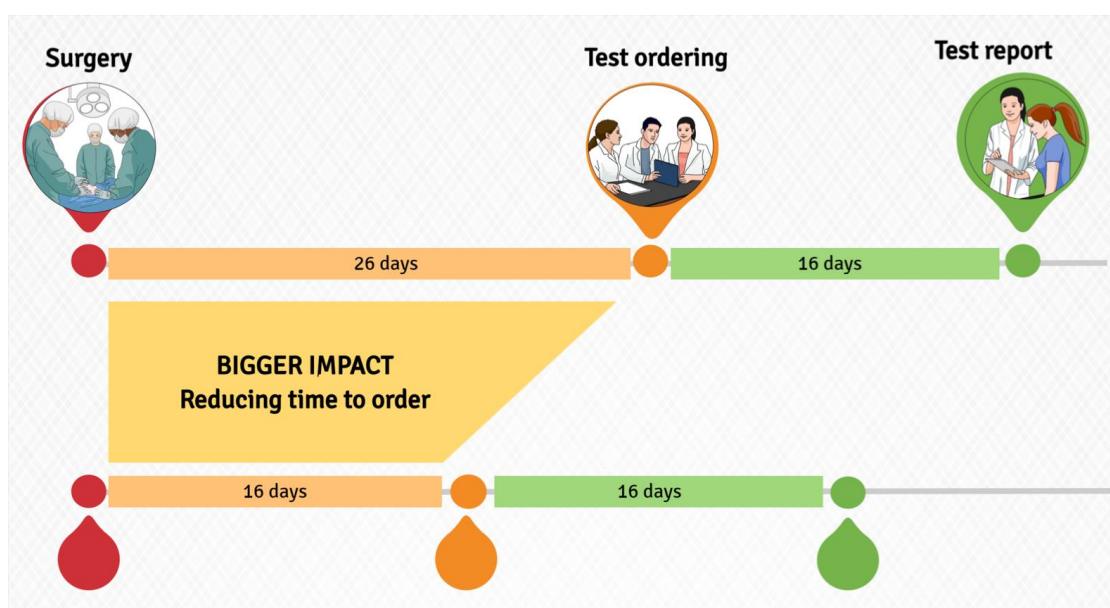 Surgery
Test ordering
Test report
26 days
16 days
BIGGER IMPACT
Reducing time to order
16 days
16 days